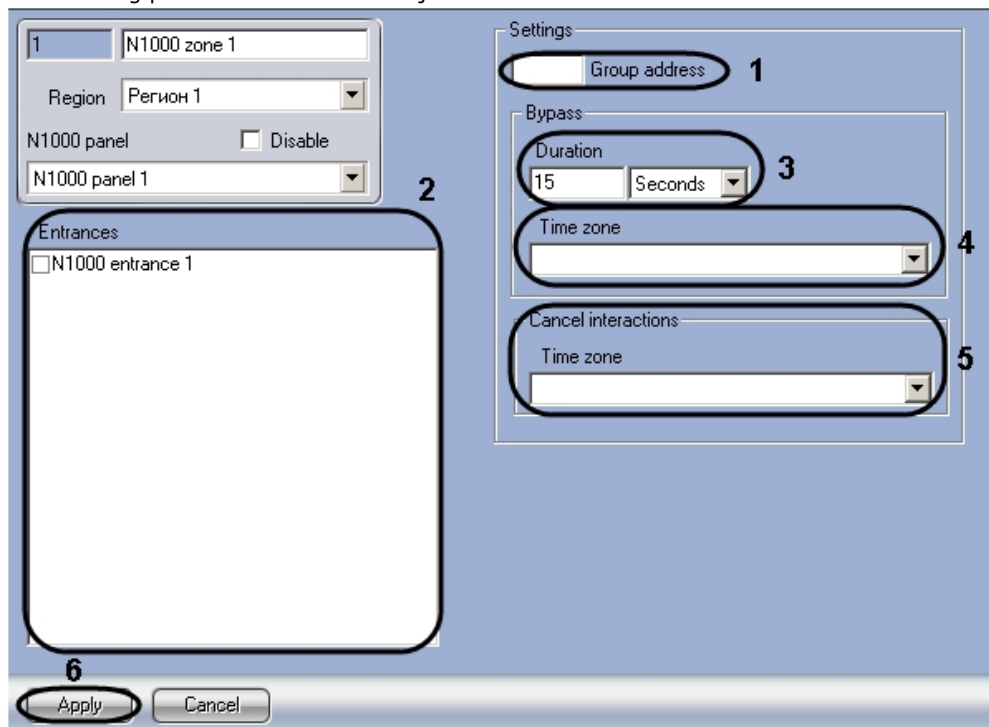 1 N1000 zone 1
Region Регион 1
N1000 panel Disable
N1000 panel 1
2
Entrances
N1000 entrance 1
Settings
Group address 1
Bypass
Duration
15 Seconds 3
Time zone
4
Cancel interactions
Time zone
5
6
Apply Cancel